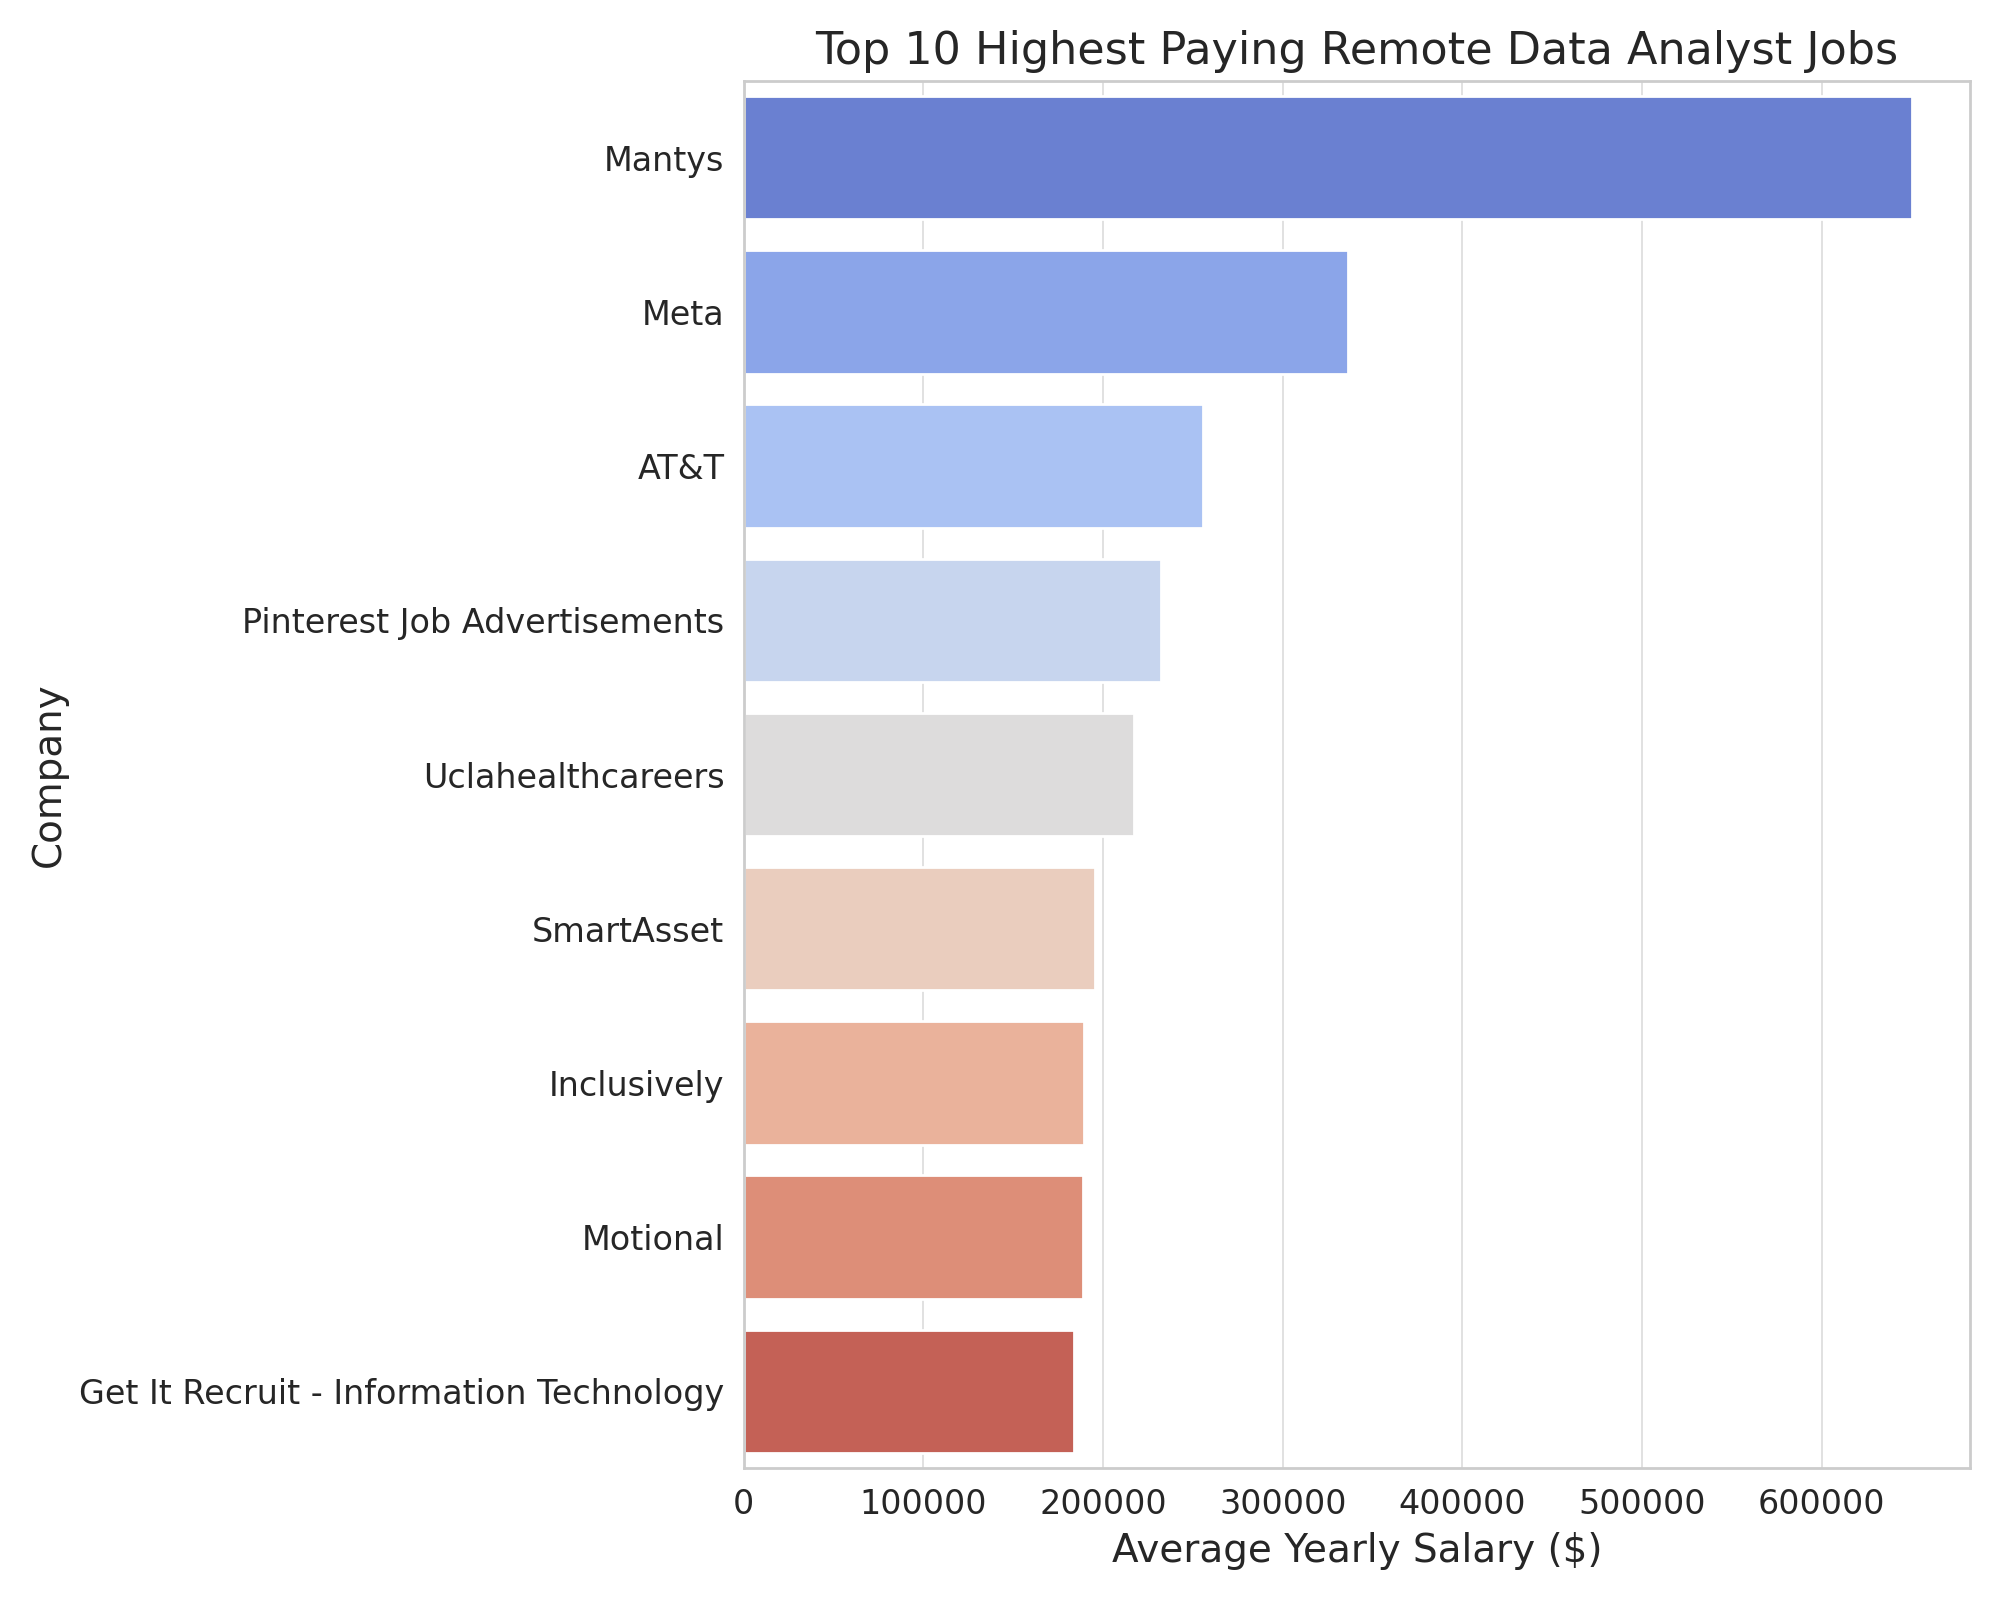 Top 10 Highest Paying Remote Data Analyst Jobs
Mantys
Meta
AT&T
Pinterest Job Advertisements
Uclahealthcareers
SmartAsset
Inclusively
Motional
Get It Recruit - Information Technology
Company
0 100000 200000 300000 400000 500000 600000
Average Yearly Salary ($)